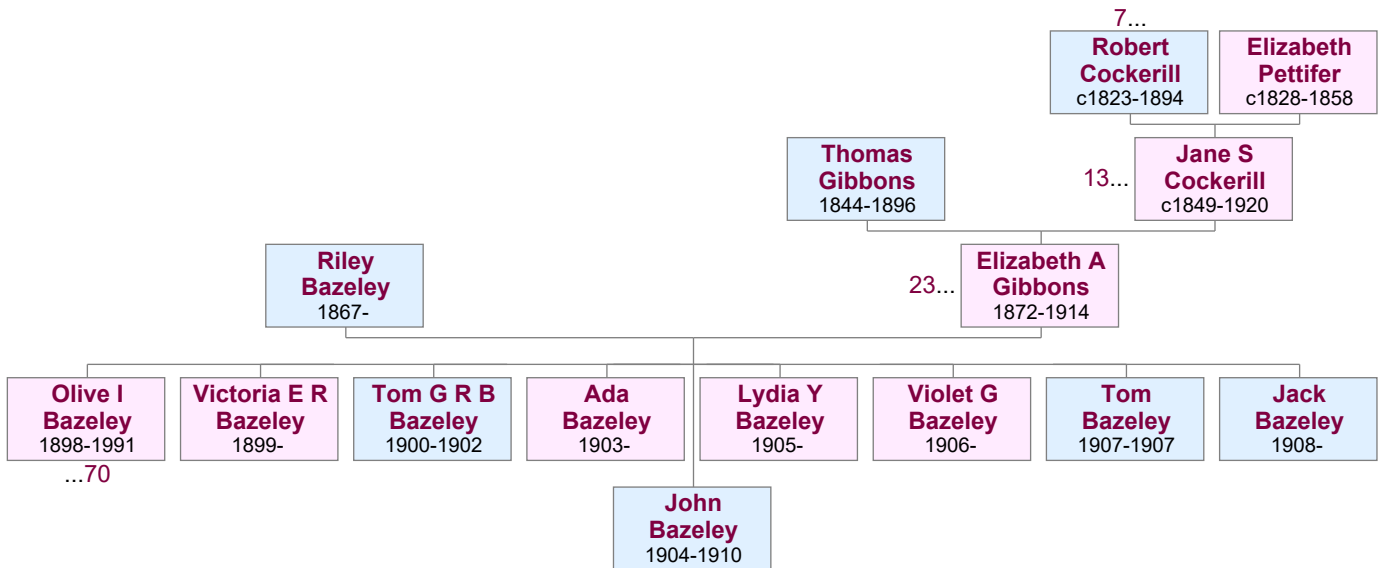 7...
Robert
Cockerill
c1823-1894
Elizabeth
Pettifer
c1828-1858
Thomas
Gibbons
1844-1896
13...
Jane S
Cockerill
c1849-1920
Riley
Bazeley
1867-
23...
Elizabeth A
Gibbons
1872-1914
Olive I
Bazeley
1898-1991
...70
Victoria E R
Bazeley
1899-
Tom G R B
Bazeley
1900-1902
Ada
Bazeley
1903-
Lydia Y
Bazeley
1905-
Violet G
Bazeley
1906-
Tom
Bazeley
1907-1907
Jack
Bazeley
1908-
John
Bazeley
1904-1910